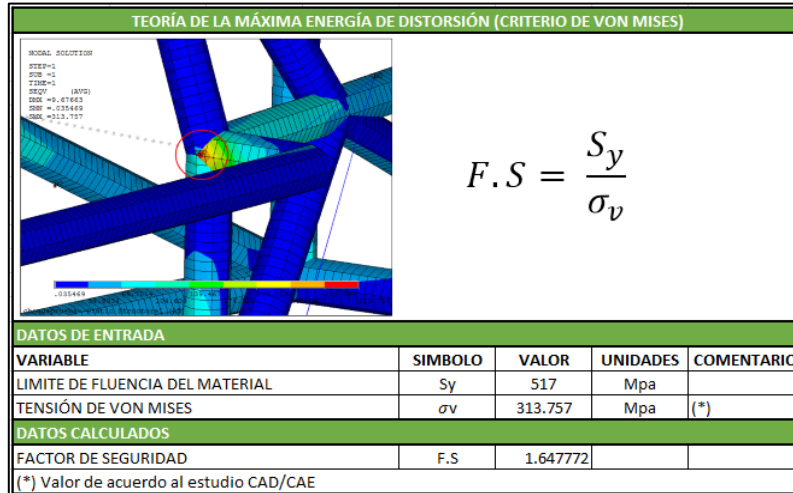 TEORÍA DE LA MÁXIMA ENERGÍA DE DISTORSIÓN (CRITERIO DE VON MISES)
NODAL SOLUTION
STEP=1
SUB =1
TIME=1
SEQV (AVG)
DMX =9.67663
SMN =.035469
SMX =313.757
F.S = Sy / σv
.035469
DATOS DE ENTRADA
VARIABLE SIMBOLO VALOR UNIDADES COMENTARIO
LIMITE DE FLUENCIA DEL MATERIAL Sy 517 Mpa
TENSIÓN DE VON MISES σv 313.757 Mpa (*)
DATOS CALCULADOS
FACTOR DE SEGURIDAD F.S 1.647772
(*) Valor de acuerdo al estudio CAD/CAE